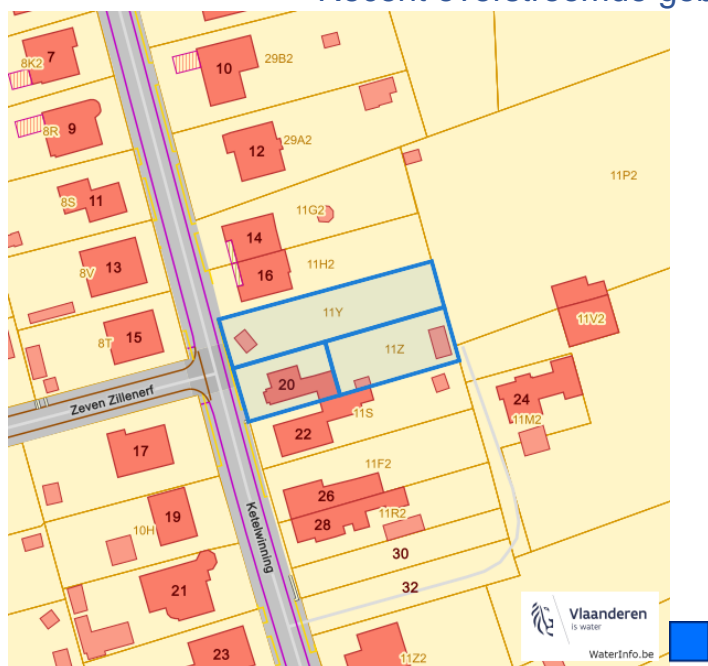 7
8K2
10
29B2
9
8R
12
29A2
11P2
11
8S
14
11G2
13
8V
16
11H2
11Y
11V2
15
8T
11Z
20
24
11M2
Zeven Zillenerf
22
11S
17
11F2
26
11R2
28
19
10H
Ketelwinning
30
32
21
23
11Z2
Vlaanderen
is water
WaterInfo.be